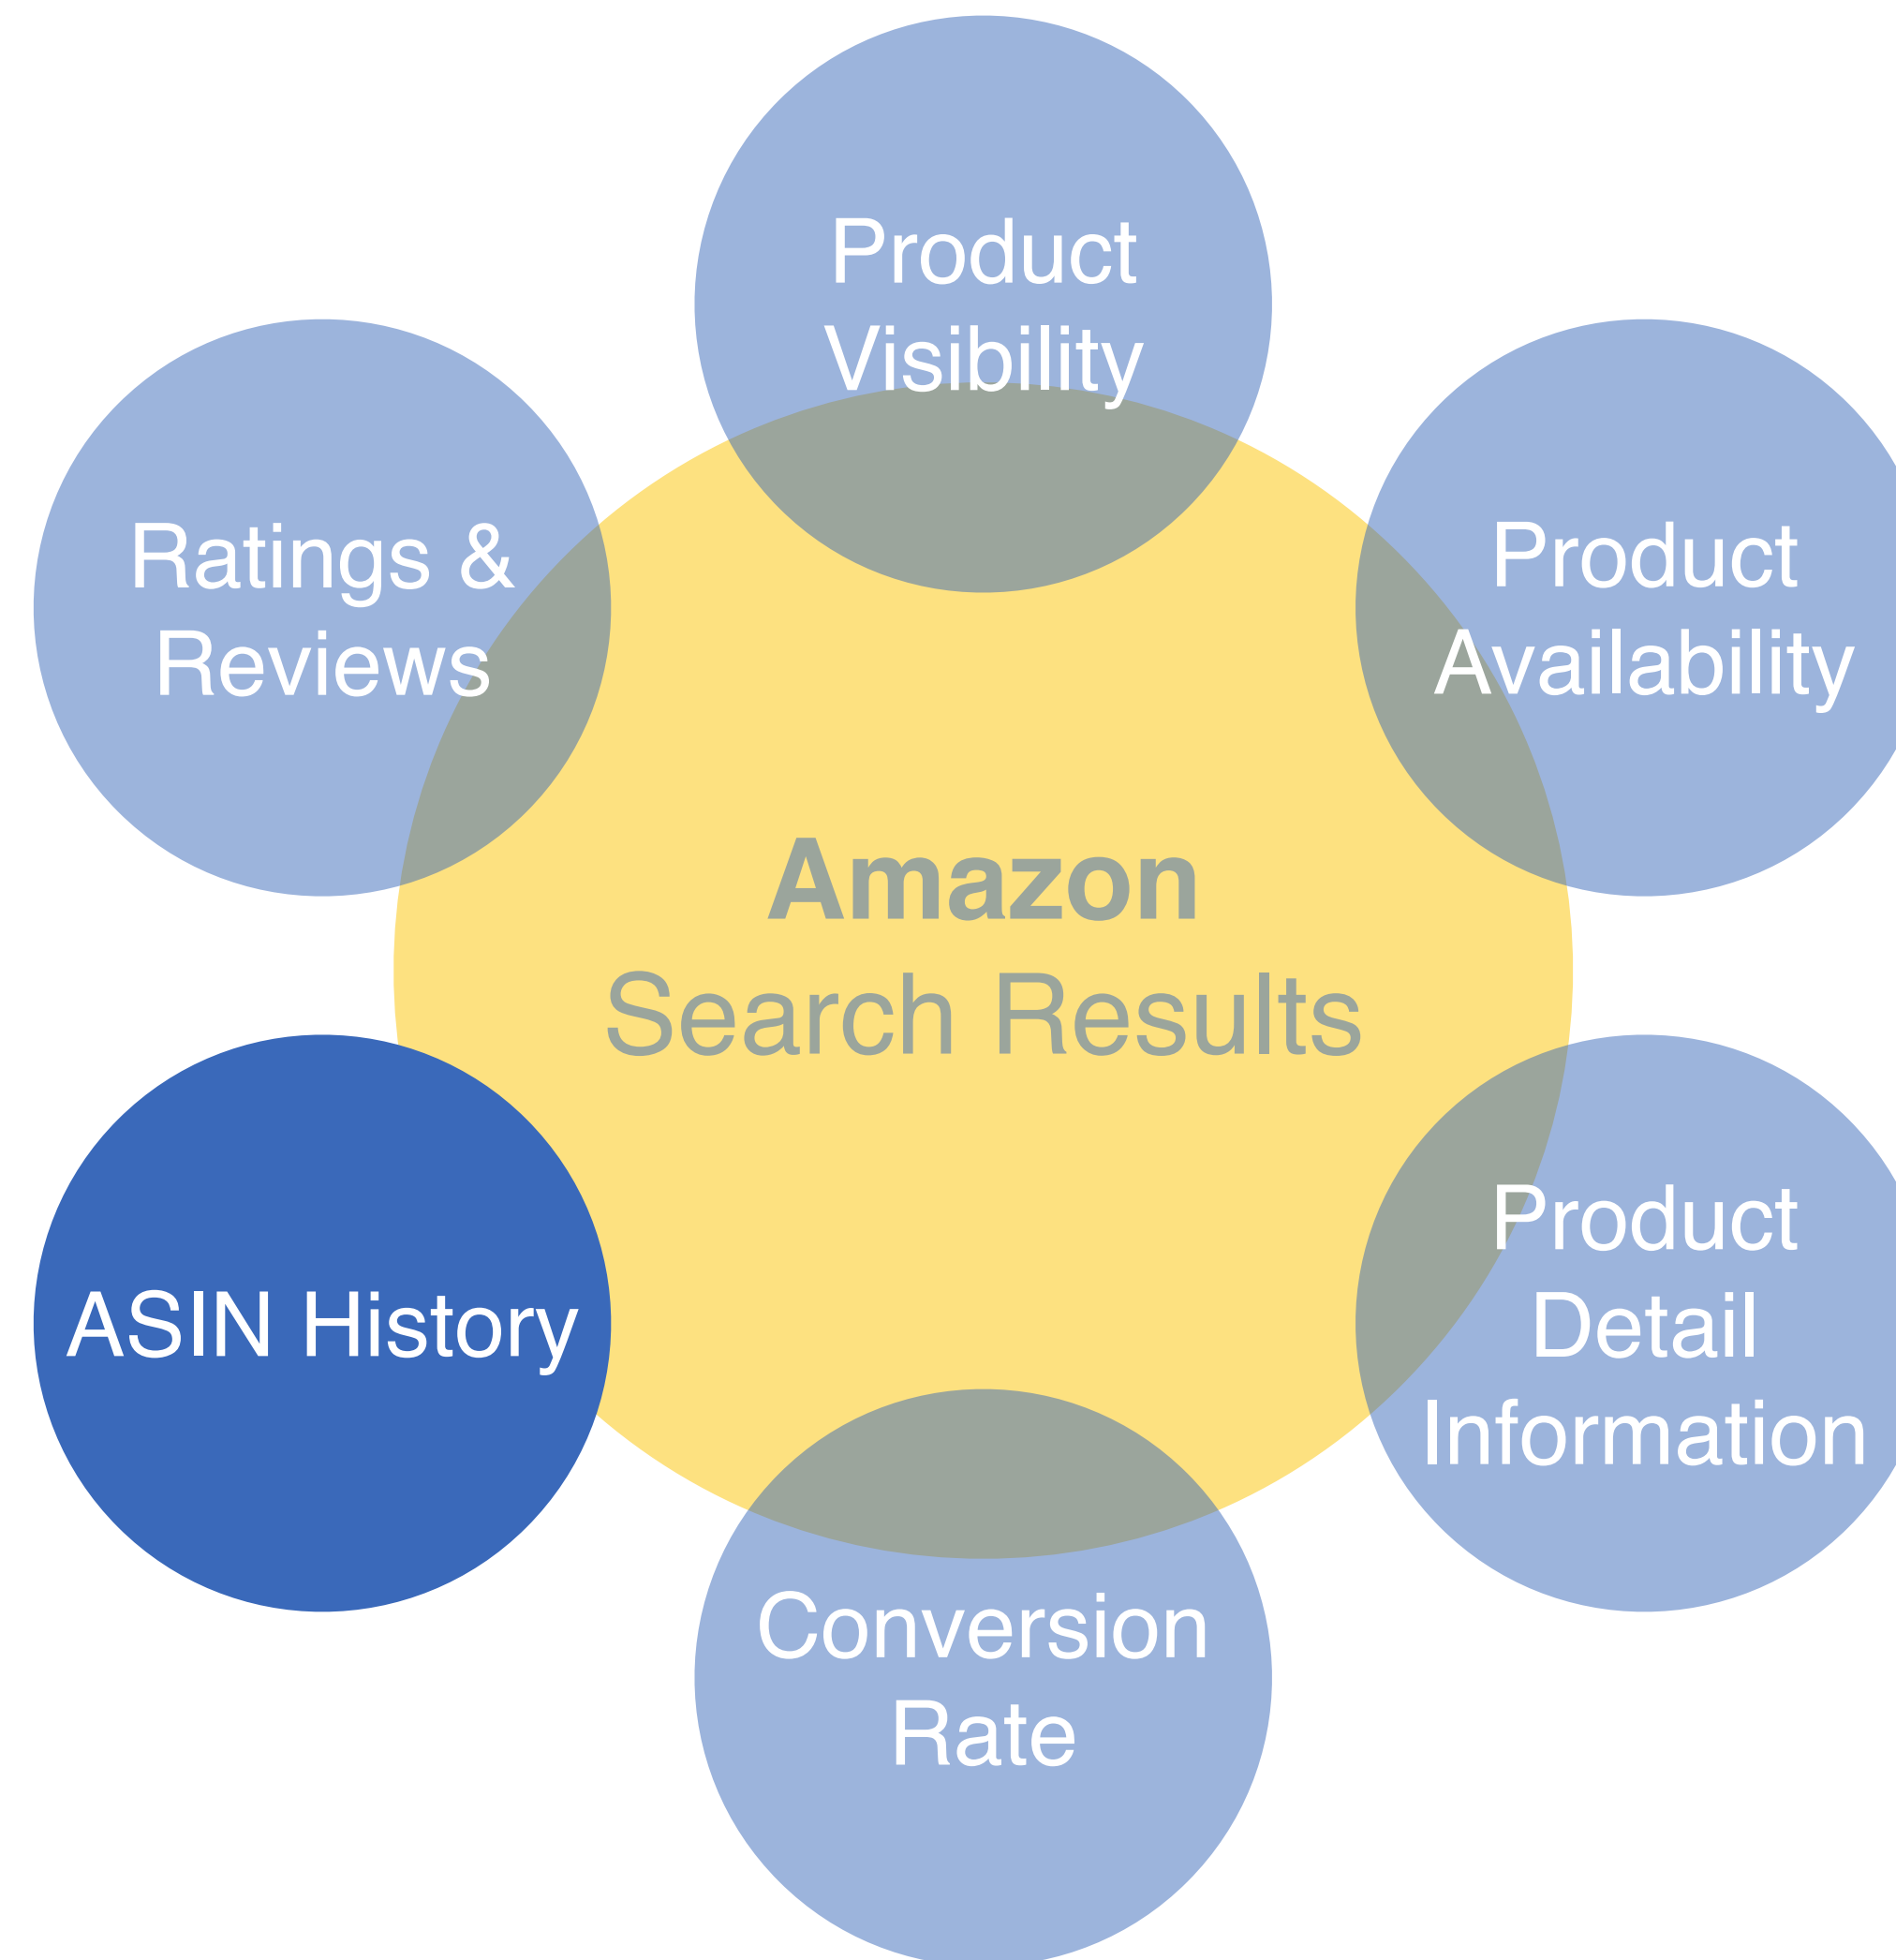 Product
Visibility
Ratings &
Reviews
Product
Availability
Amazon
Search Results
ASIN History
Product
Detail
Information
Conversion
Rate